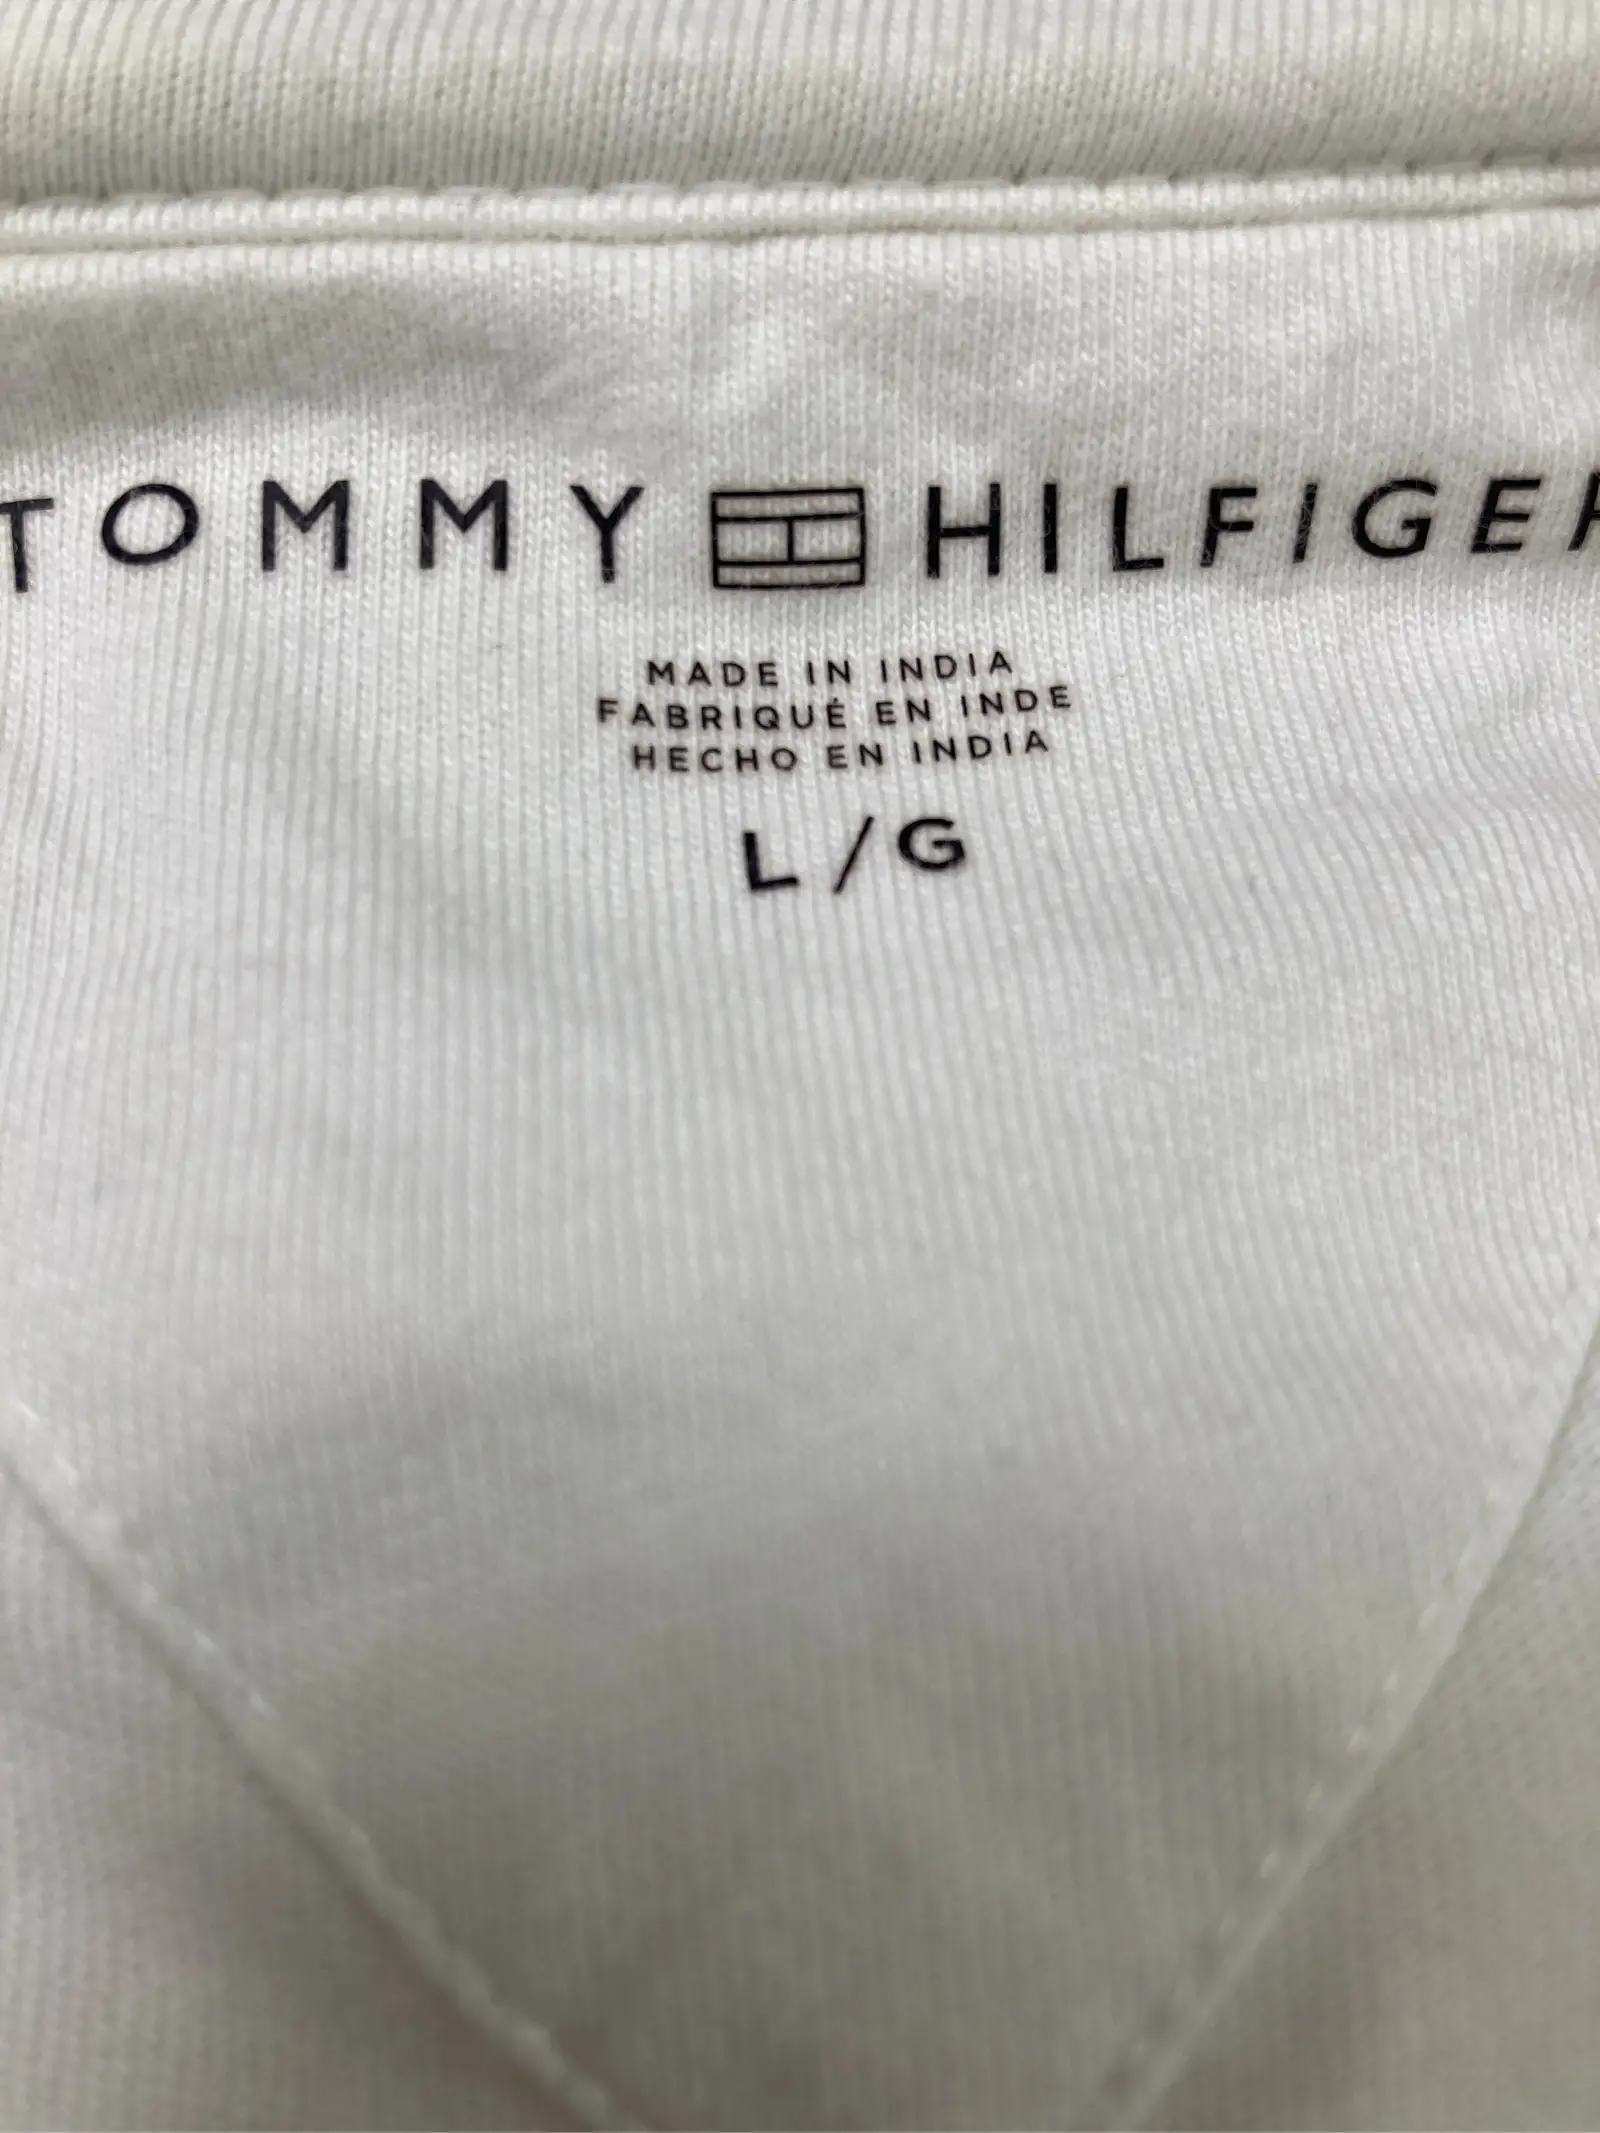 TOMMY HILFIGER
MADE IN INDIA
FABRIQUÉ EN INDE
HECHO EN INDIA
L/G